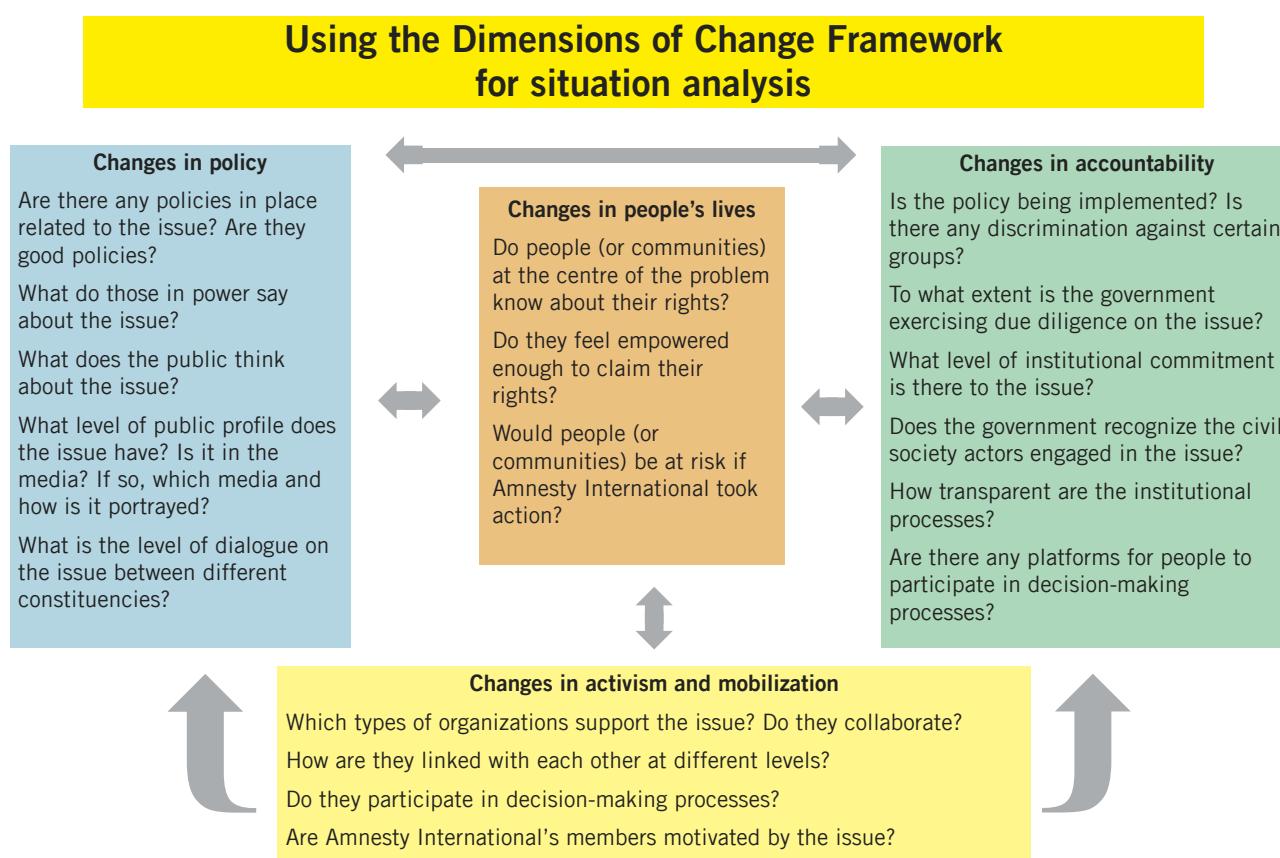 Using the Dimensions of Change Framework
for situation analysis
Changes in policy
Are there any policies in place
related to the issue? Are they
good policies?
What do those in power say
about the issue?
What does the public think
about the issue?
What level of public profile does
the issue have? Is it in the
media? If so, which media and
how is it portrayed?
What is the level of dialogue on
the issue between different
constituencies?
Changes in people’s lives
Do people (or communities)
at the centre of the problem
know about their rights?
Do they feel empowered
enough to claim their
rights?
Would people (or
communities) be at risk if
Amnesty International took
action?
Changes in accountability
Is the policy being implemented? Is
there any discrimination against certain
groups?
To what extent is the government
exercising due diligence on the issue?
What level of institutional commitment
is there to the issue?
Does the government recognize the civil
society actors engaged in the issue?
How transparent are the institutional
processes?
Are there any platforms for people to
participate in decision-making
processes?
Changes in activism and mobilization
Which types of organizations support the issue? Do they collaborate?
How are they linked with each other at different levels?
Do they participate in decision-making processes?
Are Amnesty International’s members motivated by the issue?